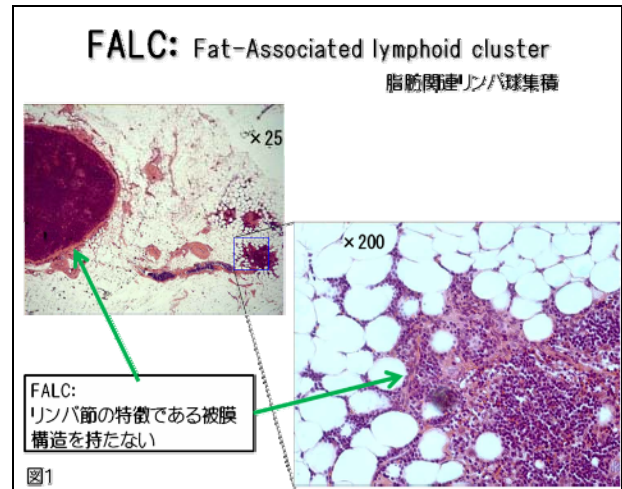 FALC: Fat-Associated lymphoid cluster
脂肪関連リンパ球集積
×25
×200
FALC:
リンパ節の特徴である被膜
構造を持たない
図1